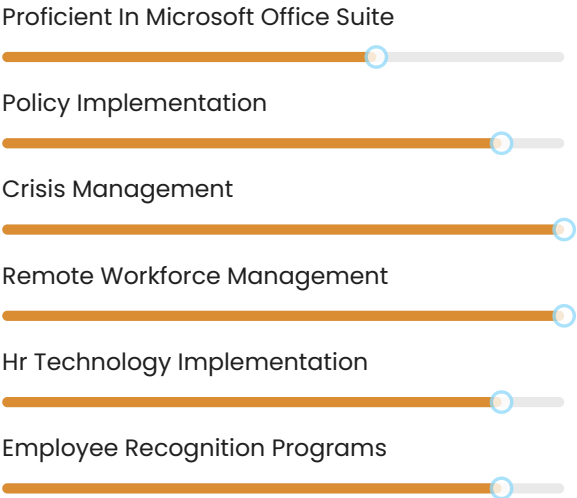 Proficient In Microsoft Office Suite
Policy Implementation
Crisis Management
Remote Workforce Management
Hr Technology Implementation
Employee Recognition Programs